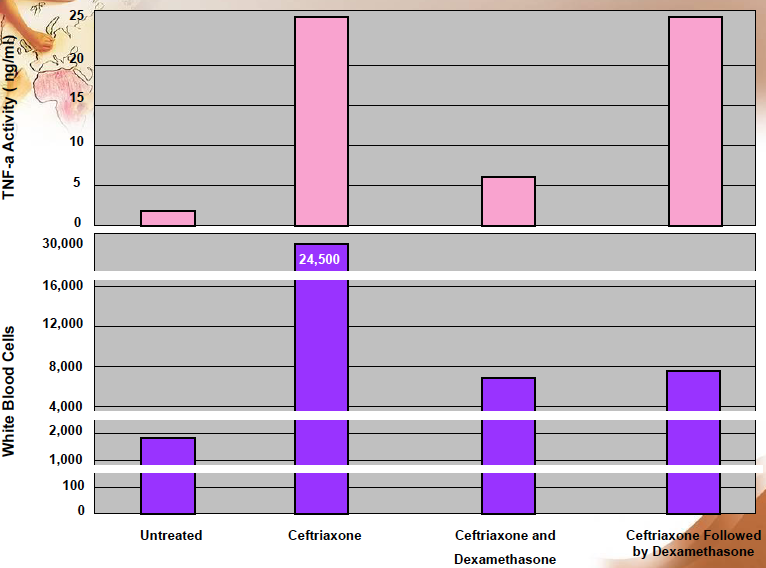 TNF-a Activity ( ng/ml)
25
20
15
10
5
0
White Blood Cells
30,000
24,500
16,000
12,000
8,000
4,000
2,000
1,000
100
0
Untreated
Ceftriaxone
Ceftriaxone and
Dexamethasone
Ceftriaxone Followed
by Dexamethasone